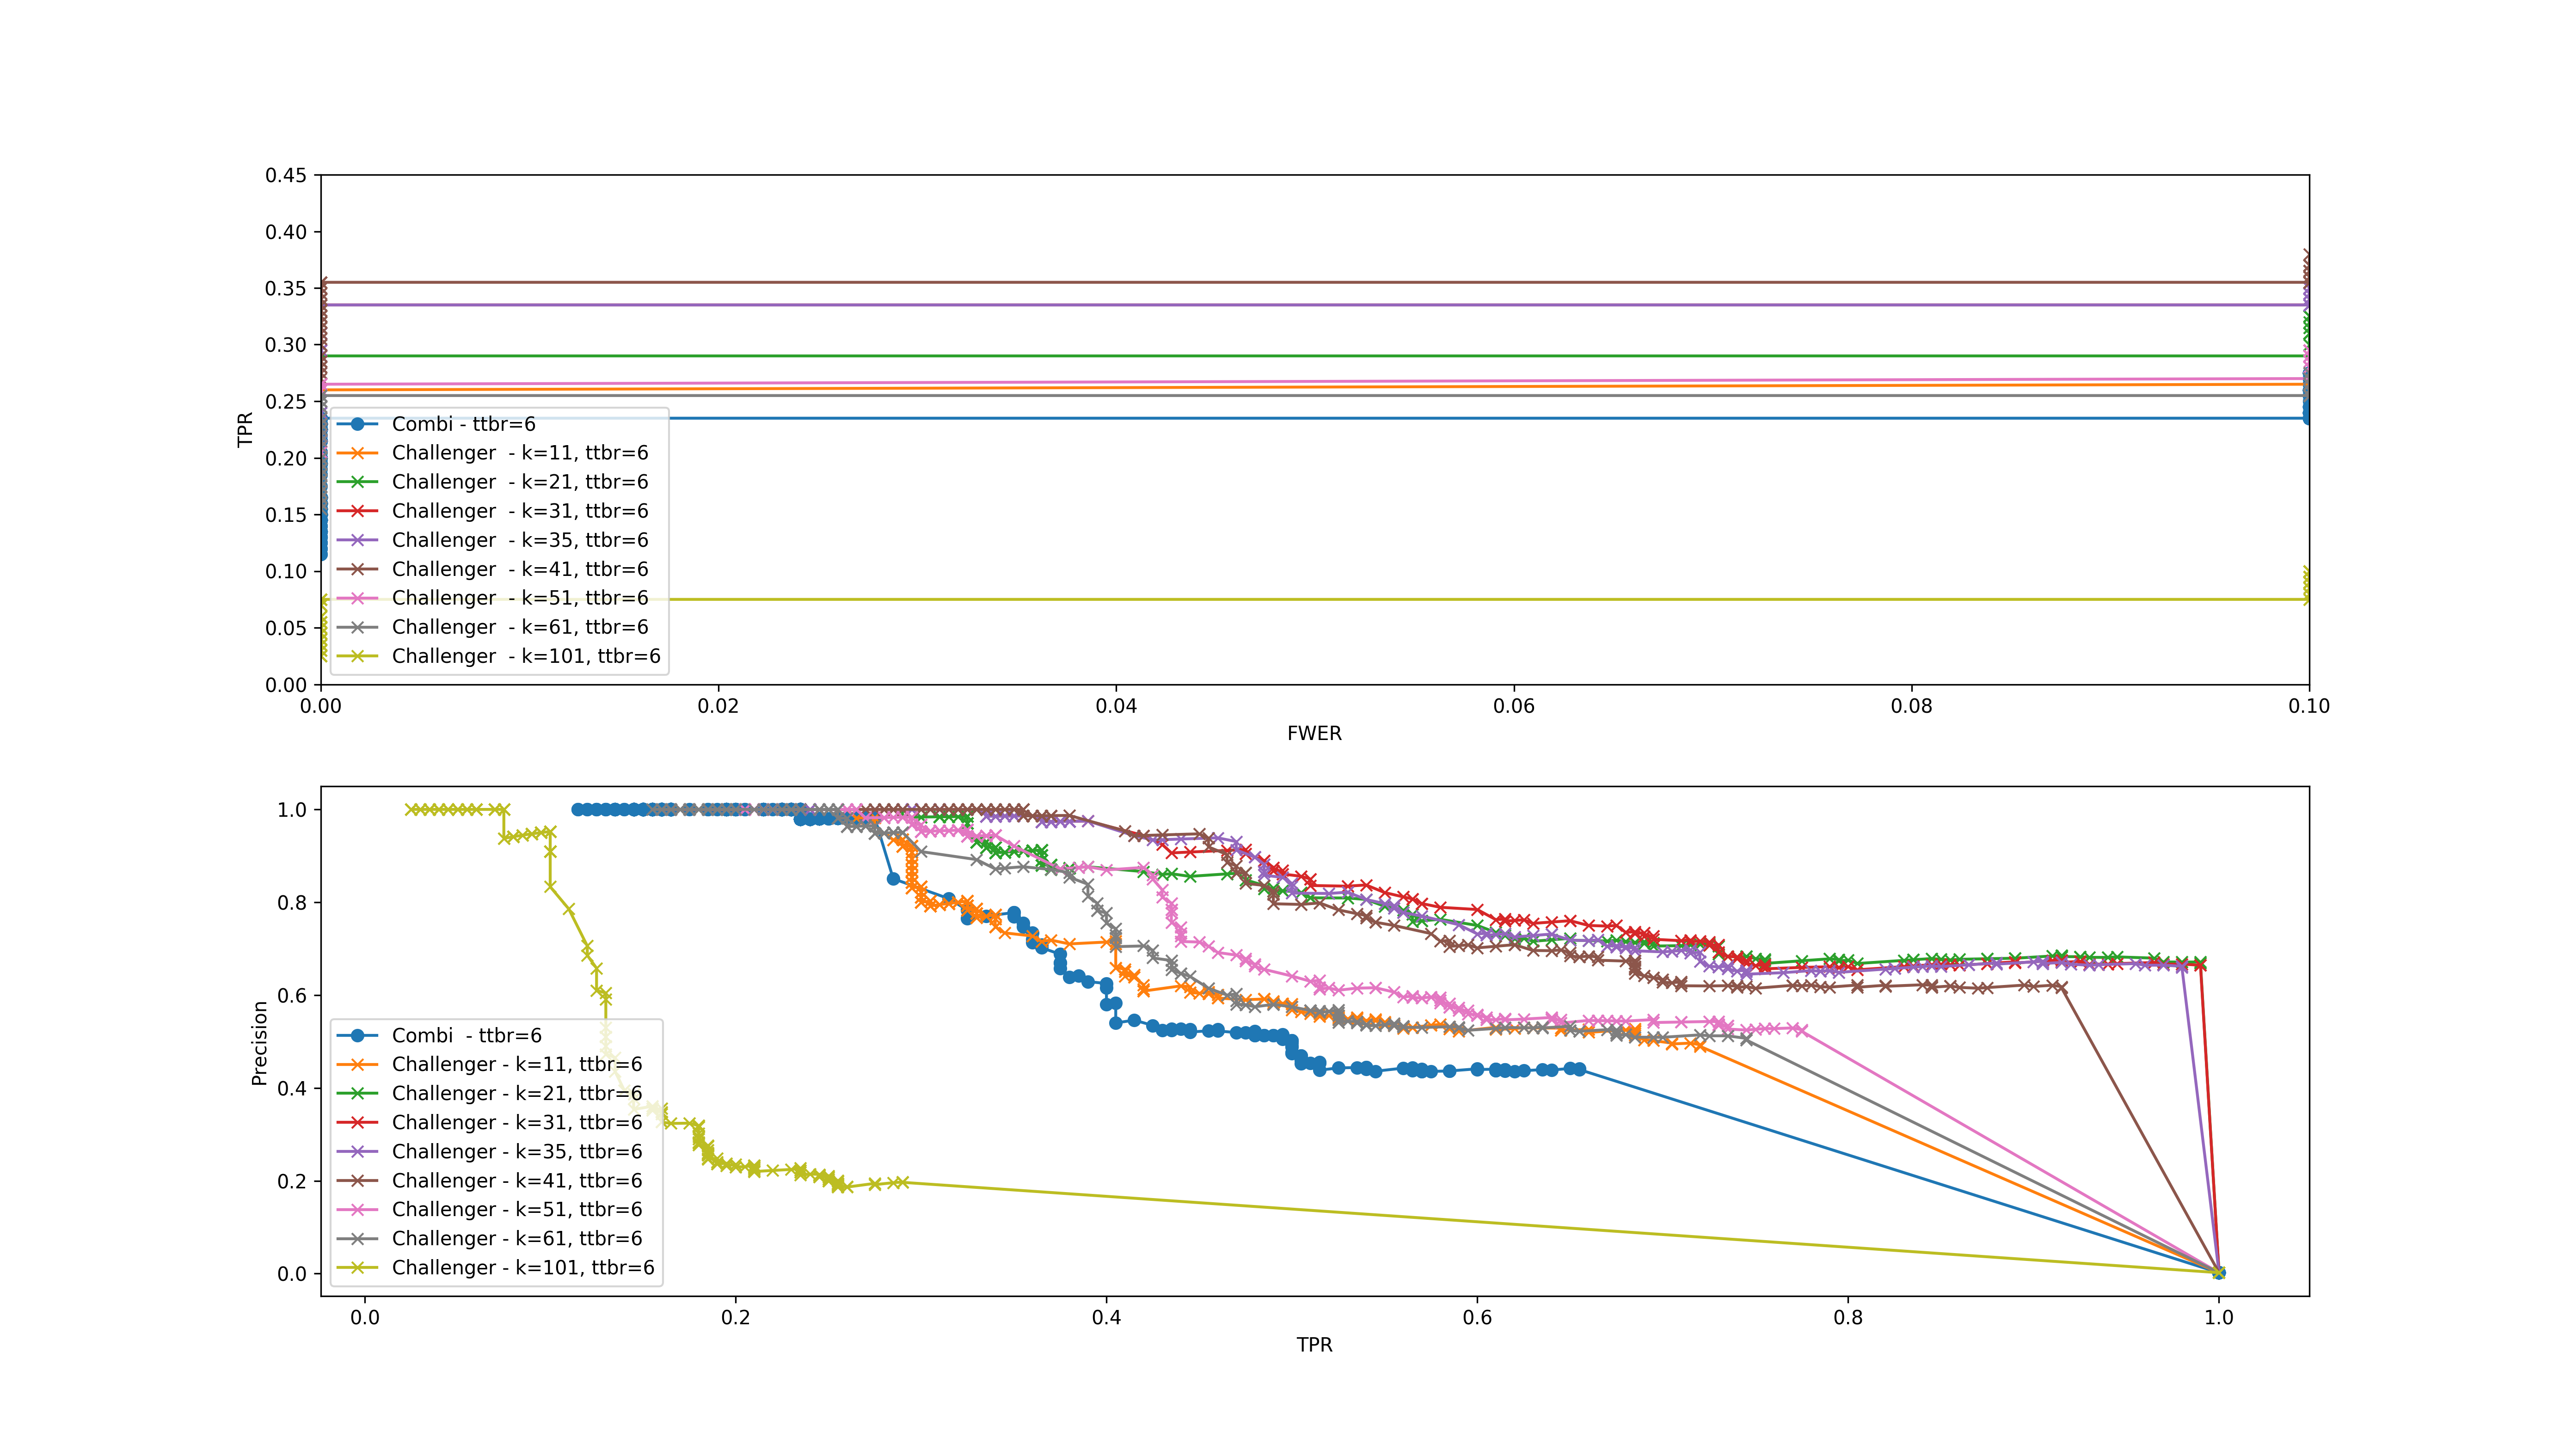 0.45
0.40
0.35
0.30
0.25
0.20
0.15
0.10
0.05
0.00
TPR
Combi - ttbr=6
Challenger  - k=11, ttbr=6
Challenger  - k=21, ttbr=6
Challenger  - k=31, ttbr=6
Challenger  - k=35, ttbr=6
Challenger  - k=41, ttbr=6
Challenger  - k=51, ttbr=6
Challenger  - k=61, ttbr=6
Challenger  - k=101, ttbr=6
0.00 0.02 0.04 0.06 0.08 0.10
FWER
1.0
0.8
0.6
0.4
0.2
0.0
Precision
Combi  - ttbr=6
Challenger - k=11, ttbr=6
Challenger - k=21, ttbr=6
Challenger - k=31, ttbr=6
Challenger - k=35, ttbr=6
Challenger - k=41, ttbr=6
Challenger - k=51, ttbr=6
Challenger - k=61, ttbr=6
Challenger - k=101, ttbr=6
0.0 0.2 0.4 0.6 0.8 1.0
TPR